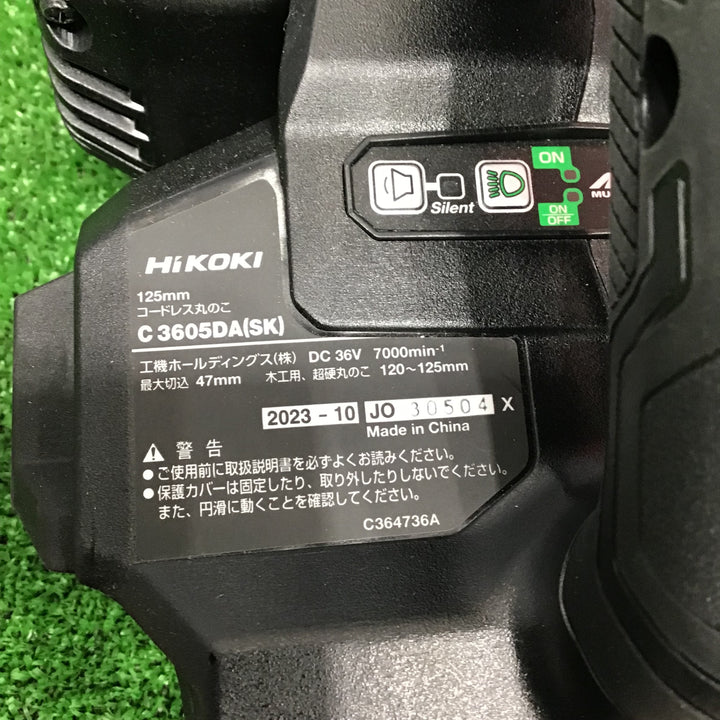 ON
Silent
MU
ON
OFF
HiKOKI
125mm
コードレス丸のこ
C 3605DA(SK)
工機ホールディングス(株) DC 36V 7000min-1
最大切込 47mm 木工用、超硬丸のこ 120～125mm
2023 - 10 JO 30504 X
Made in China
警告
●ご使用前に取扱説明書を必ずよくお読みください。
●保護カバーは固定したり、取り外したりしないでください。
また、円滑に動くことを確認してください。
C364736A